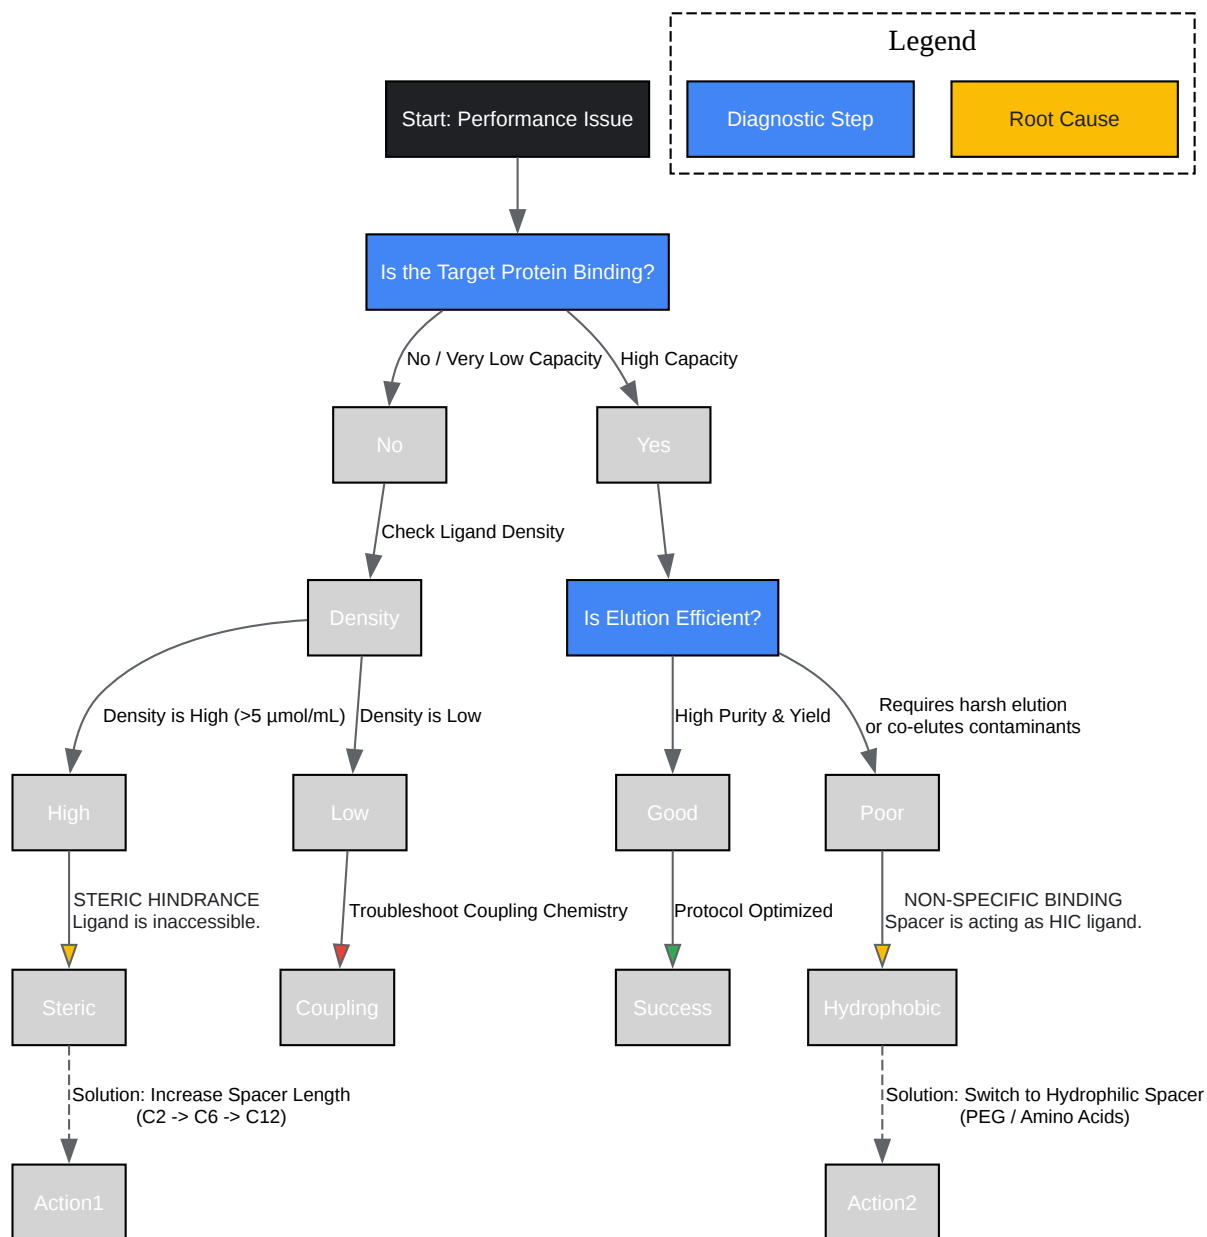 Legend
Start: Performance Issue
Diagnostic Step
Root Cause
Is the Target Protein Binding?
No / Very Low Capacity
High Capacity
No
Yes
Check Ligand Density
Density
Is Elution Efficient?
Density is High (>5 µmol/mL)
Density is Low
High Purity & Yield
Requires harsh elution
or co-elutes contaminants
High
Low
Good
Poor
STERIC HINDRANCE
Ligand is inaccessible.
Troubleshoot Coupling Chemistry
Protocol Optimized
NON-SPECIFIC BINDING
Spacer is acting as HIC ligand.
Steric
Coupling
Success
Hydrophobic
Solution: Increase Spacer Length
(C2 -> C6 -> C12)
Solution: Switch to Hydrophilic Spacer
(PEG / Amino Acids)
Action1
Action2